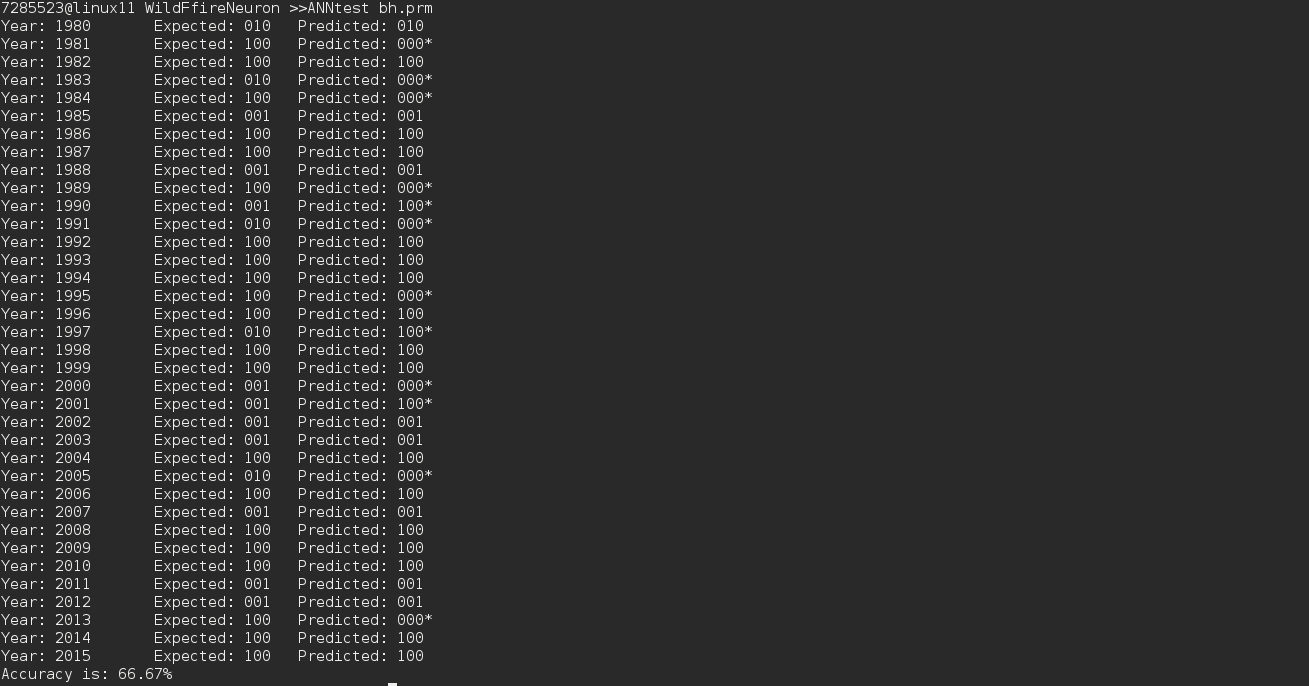 7285523@linux11 WildFfireNeuron >>ANNtest bh.prm
Year: 1980 Expected: 010 Predicted: 010
Year: 1981 Expected: 100 Predicted: 000*
Year: 1982 Expected: 100 Predicted: 100
Year: 1983 Expected: 010 Predicted: 000*
Year: 1984 Expected: 100 Predicted: 000*
Year: 1985 Expected: 001 Predicted: 001
Year: 1986 Expected: 100 Predicted: 100
Year: 1987 Expected: 100 Predicted: 100
Year: 1988 Expected: 001 Predicted: 001
Year: 1989 Expected: 100 Predicted: 000*
Year: 1990 Expected: 001 Predicted: 100*
Year: 1991 Expected: 010 Predicted: 000*
Year: 1992 Expected: 100 Predicted: 100
Year: 1993 Expected: 100 Predicted: 100
Year: 1994 Expected: 100 Predicted: 100
Year: 1995 Expected: 100 Predicted: 000*
Year: 1996 Expected: 100 Predicted: 100
Year: 1997 Expected: 010 Predicted: 100*
Year: 1998 Expected: 100 Predicted: 100
Year: 1999 Expected: 100 Predicted: 100
Year: 2000 Expected: 001 Predicted: 000*
Year: 2001 Expected: 001 Predicted: 100*
Year: 2002 Expected: 001 Predicted: 001
Year: 2003 Expected: 001 Predicted: 001
Year: 2004 Expected: 100 Predicted: 100
Year: 2005 Expected: 010 Predicted: 000*
Year: 2006 Expected: 100 Predicted: 100
Year: 2007 Expected: 001 Predicted: 001
Year: 2008 Expected: 100 Predicted: 100
Year: 2009 Expected: 100 Predicted: 100
Year: 2010 Expected: 100 Predicted: 100
Year: 2011 Expected: 001 Predicted: 001
Year: 2012 Expected: 001 Predicted: 001
Year: 2013 Expected: 100 Predicted: 000*
Year: 2014 Expected: 100 Predicted: 100
Year: 2015 Expected: 100 Predicted: 100
Accuracy is: 66.67%